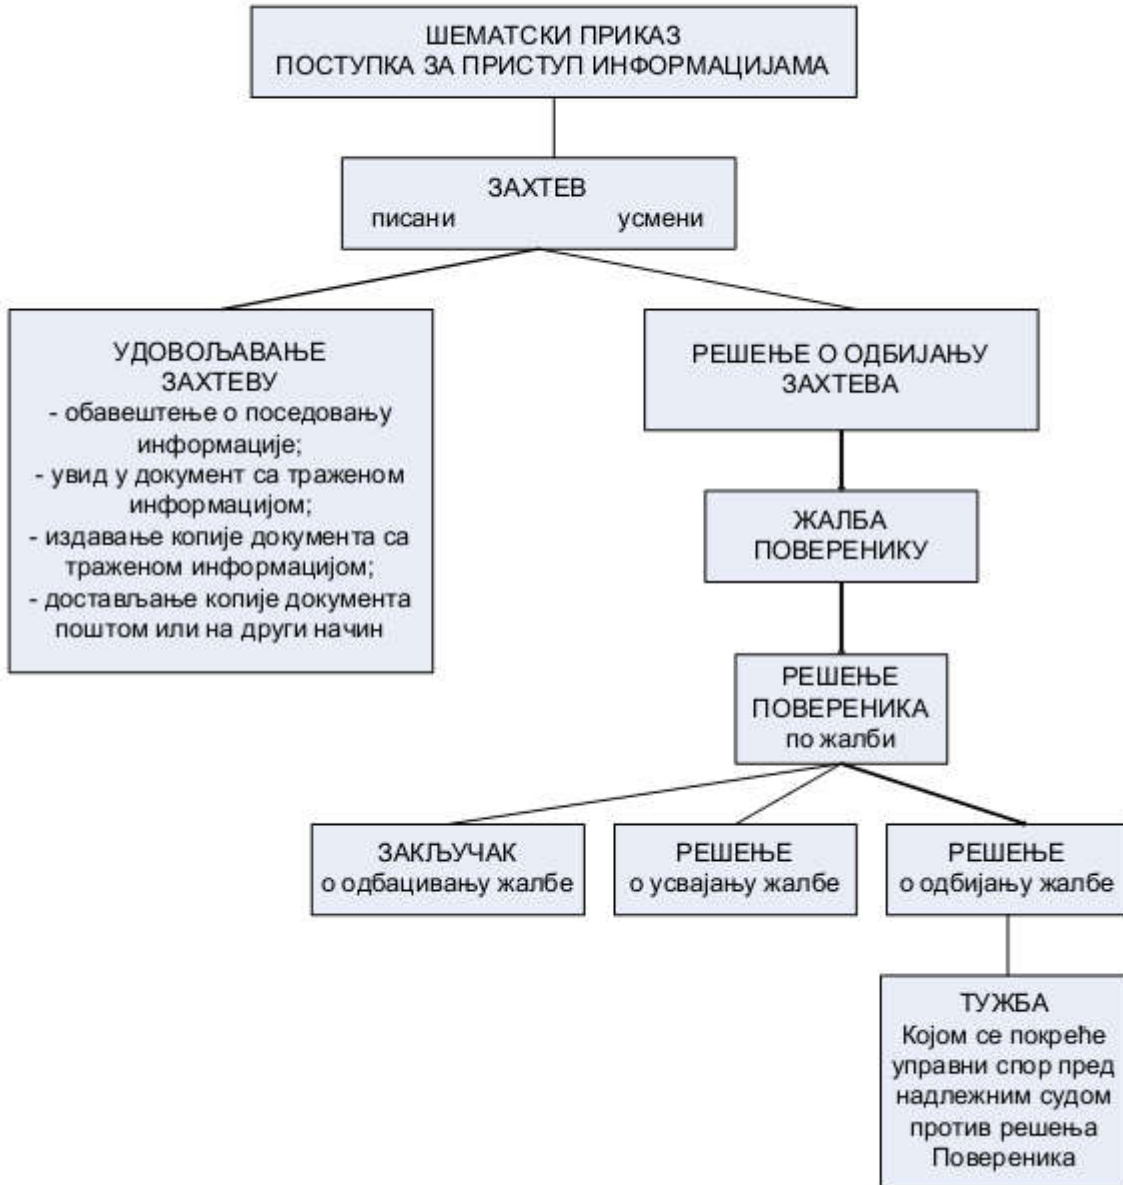 ШЕМАТСКИ ПРИКАЗ
ПОСТУПКА ЗА ПРИСТУП ИНФОРМАЦИЈАМА
ЗАХТЕВ
писани усмени
УДОВОЉАВАЊЕ
ЗАХТЕВУ
- обавештење о поседовању
информације;
- увид у документ са траженом
информацијом;
- издавање копије документа са
траженом информацијом;
- достављање копије документа
поштом или на други начин
РЕШЕЊЕ О ОДБИЈАЊУ
ЗАХТЕВА
ЖАЛБА
ПОВЕРЕНИКУ
РЕШЕЊЕ
ПОВЕРЕНИКА
по жалби
ЗАКЉУЧАК
о одбацивању жалбе
РЕШЕЊЕ
о усвајању жалбе
РЕШЕЊЕ
о одбијању жалбе
ТУЖБА
Којом се покреће
управни спор пред
надлежним судом
против решења
Повереника